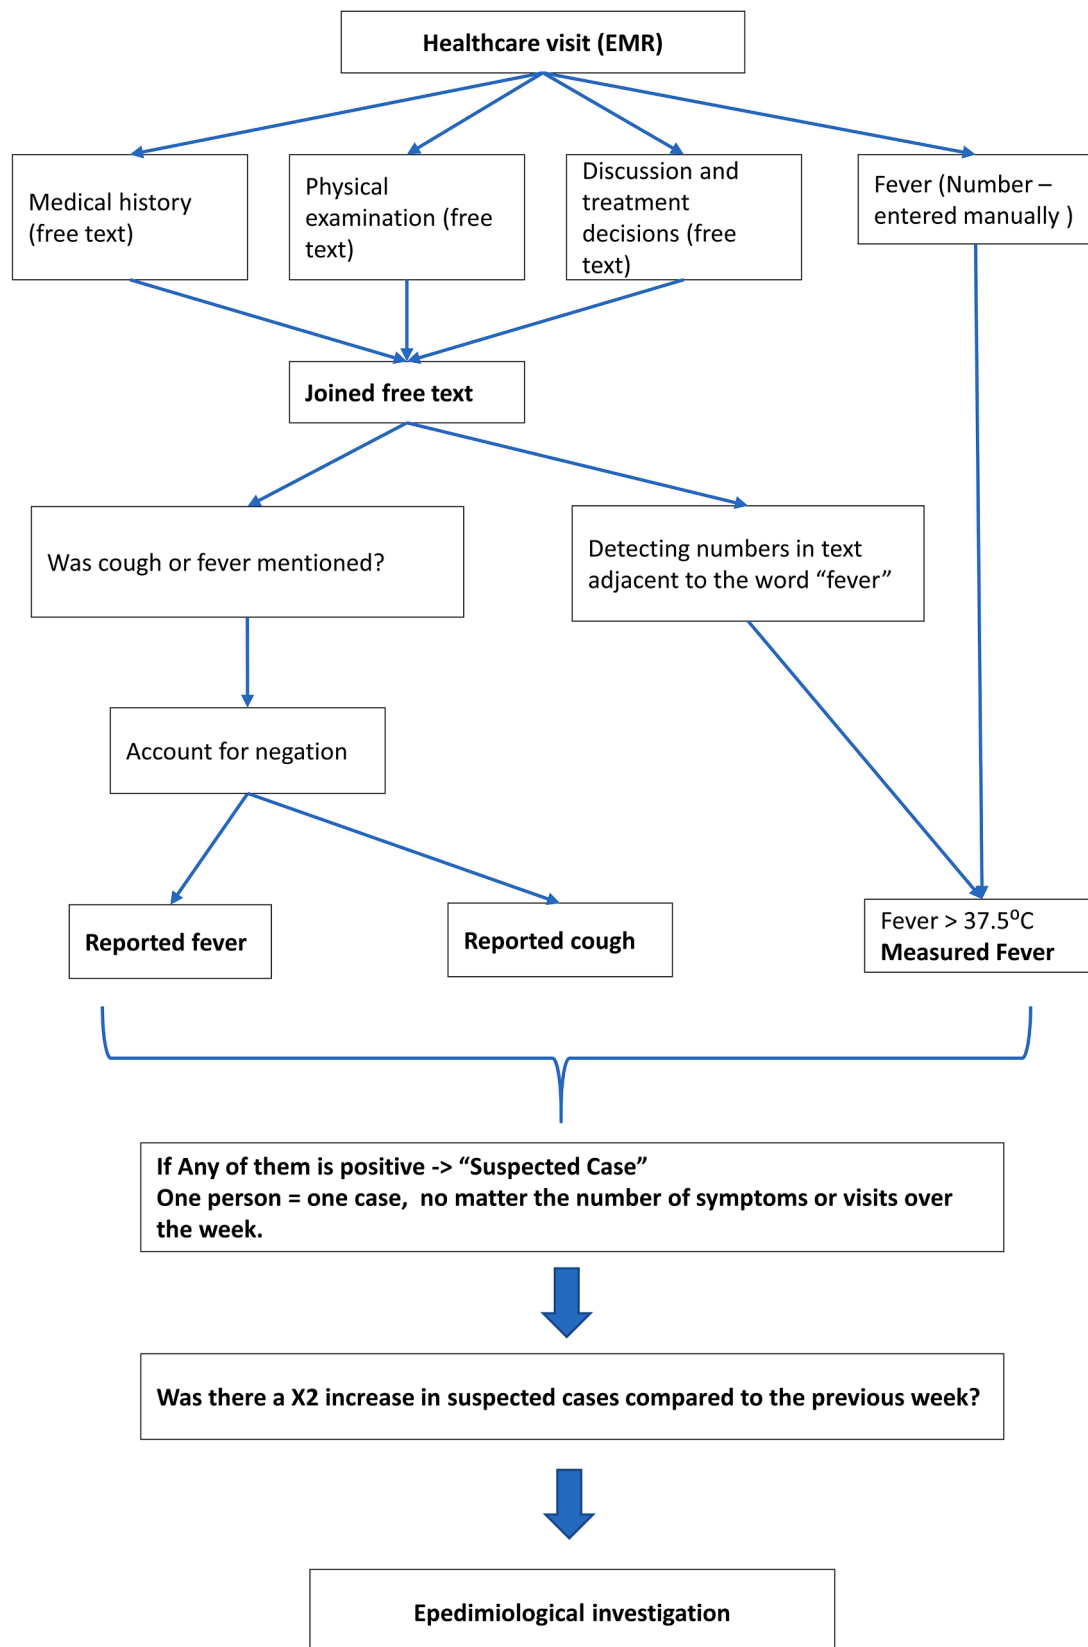 Healthcare visit (EMR)
Medical history
(free text)
Physical
examination (free
text)
Discussion and
treatment
decisions (free
text)
Fever (Number –
entered manually )
Joined free text
Was cough or fever mentioned?
Detecting numbers in text
adjacent to the word “fever”
Account for negation
Reported fever
Reported cough
Fever > 37.5⁰C
Measured Fever
If Any of them is positive -> “Suspected Case”
One person = one case,  no matter the number of symptoms or visits over
the week.
Was there a X2 increase in suspected cases compared to the previous week?
Epedimiological investigation